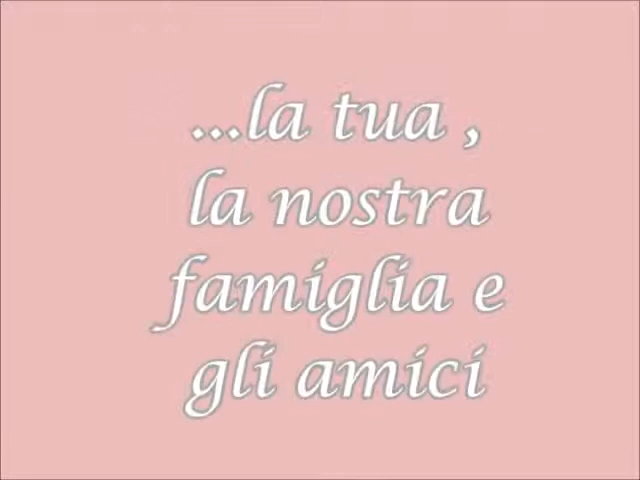 ...la tua ,
la nostra
famiglia e
gli amici